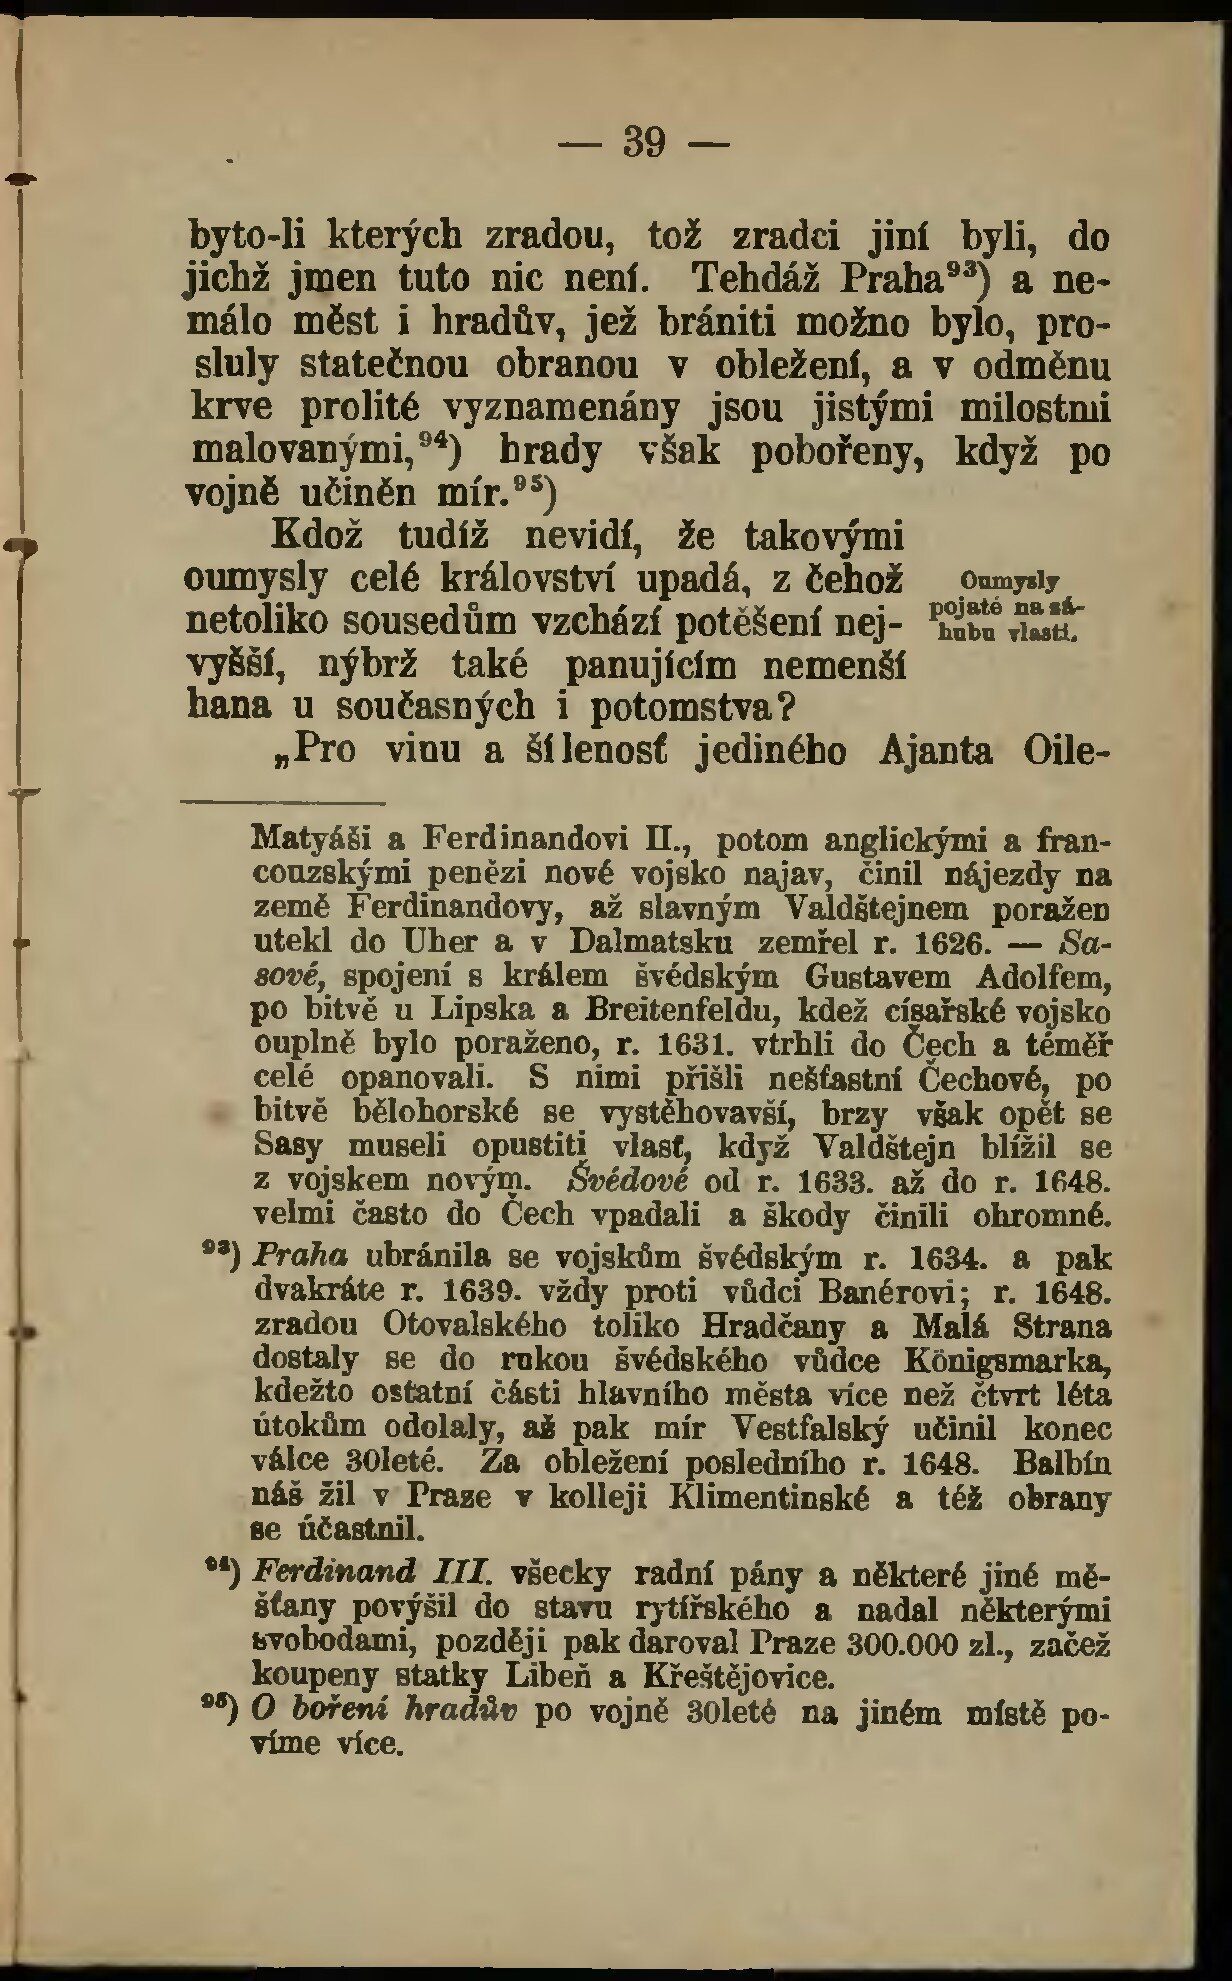 — 39 —
byto-li kterých zradou, tož zradci jiní byli, do
jichž jmen tuto nic není. Tehdáž Praha⁹³) a ne-
málo měst i hradův, jež brániti možno bylo, pro-
sluly statečnou obranou v obležení, a v odměnu
krve prolité vyznamenány jsou jistými milostmi
malovanými,⁹⁴) hrady však pobořeny, když po
vojně učiněn mír.⁹⁵)
Kdož tudíž nevidí, že takovými
oumysly celé království upadá, z čehož
netoliko sousedům vzchází potěšení nej-
vyšší, nýbrž také panujícím nemenší
hana u současných i potomstva?
Oumysly
pojaté na zá-
hubu vlasti.
„Pro vinu a šílenosť jediného Ajanta Oile-
Matyáši a Ferdinandovi II., potom anglickými a fran-
couzskými penězi nové vojsko najav, činil nájezdy na
země Ferdinandovy, až slavným Valdštejnem poražen
utekl do Uher a v Dalmatsku zemřel r. 1626. — Sa-
sové, spojení s králem švédským Gustavem Adolfem,
po bitvě u Lipska a Breitenfeldu, kdež císařské vojsko
ouplně bylo poraženo, r. 1631. vtrhli do Čech a téměř
celé opanovali. S nimi přišli nešťastní Čechové, po
bitvě bělohorské se vystěhovavší, brzy však opět se
Sasy museli opustiti vlasť, když Valdštejn blížil se
z vojskem novým. Švédové od r. 1633. až do r. 1648.
velmi často do Čech vpadali a škody činili ohromné.
⁹³) Praha ubránila se vojskům švédským r. 1634. a pak
dvakráte r. 1639. vždy proti vůdci Banérovi; r. 1648.
zradou Otovalského toliko Hradčany a Malá Strana
dostaly se do rukou švédského vůdce Königsmarka,
kdežto ostatní části hlavního města více než čtvrt léta
útokům odolaly, až pak mír Vestfalský učinil konec
válce 30leté. Za obležení posledního r. 1648. Balbín
náš žil v Praze v kolleji Klimentinské a též obrany
se účastnil.
⁹⁴) Ferdinand III. všecky radní pány a některé jiné mě-
šťany povýšil do stavu rytířského a nadal některými
svobodami, později pak daroval Praze 300.000 zl., začež
koupeny statky Libeň a Křeštějovice.
⁹⁵) O boření hradův po vojně 30leté na jiném místě po-
víme více.